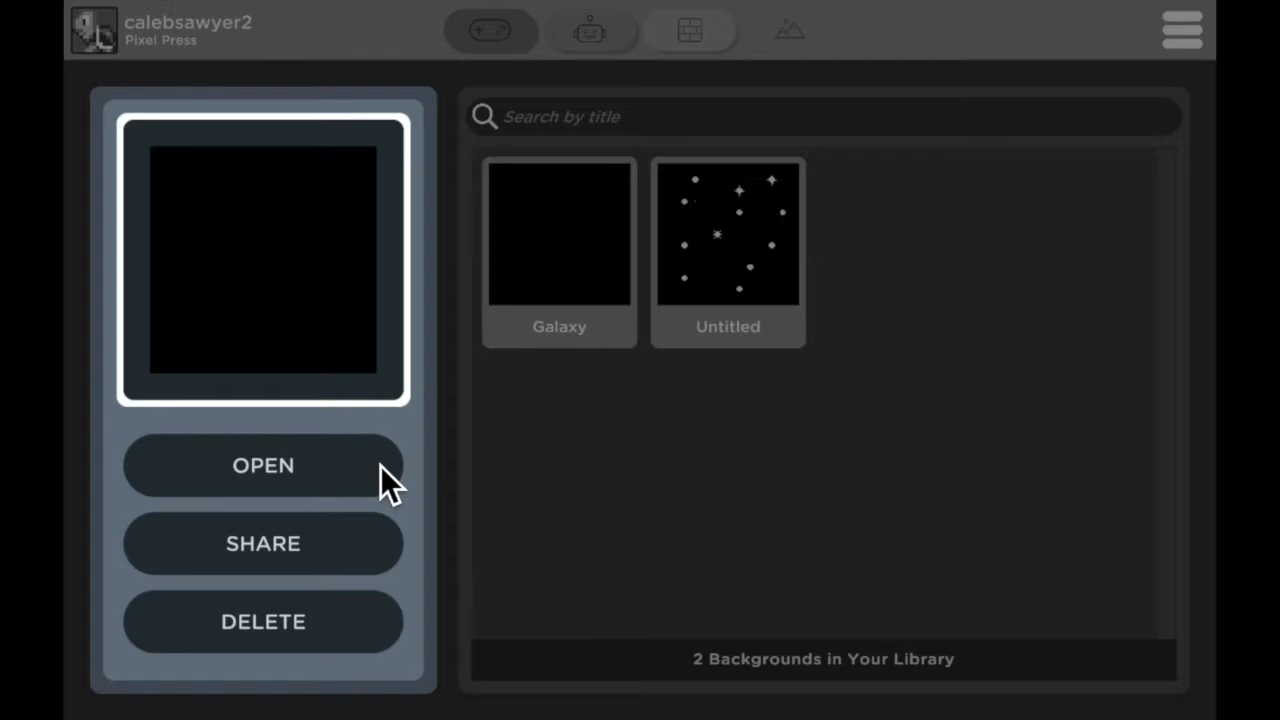 calebsawyer2
Pixel Press
Search by title
Galaxy
Untitled
OPEN
SHARE
DELETE
2 Backgrounds in Your Library